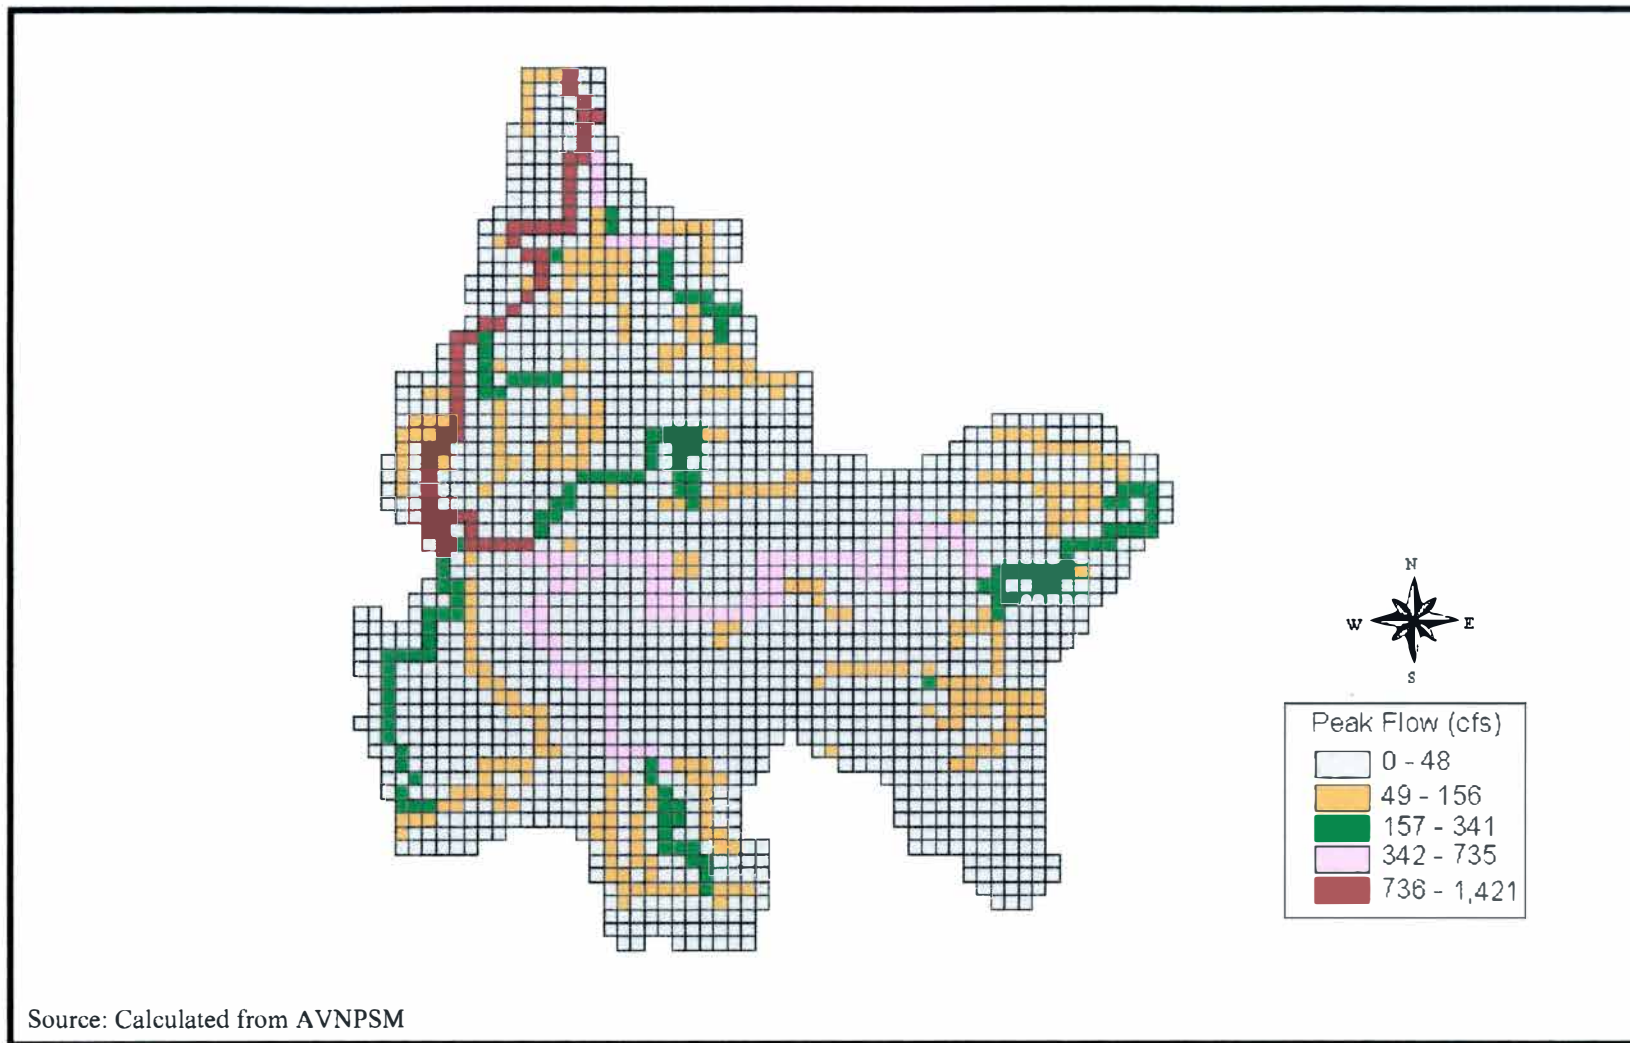 N
W E
S
Peak Flow (cfs)
0 - 48
49 - 156
157 - 341
342 - 735
736 - 1,421
Source: Calculated from AVNPSM